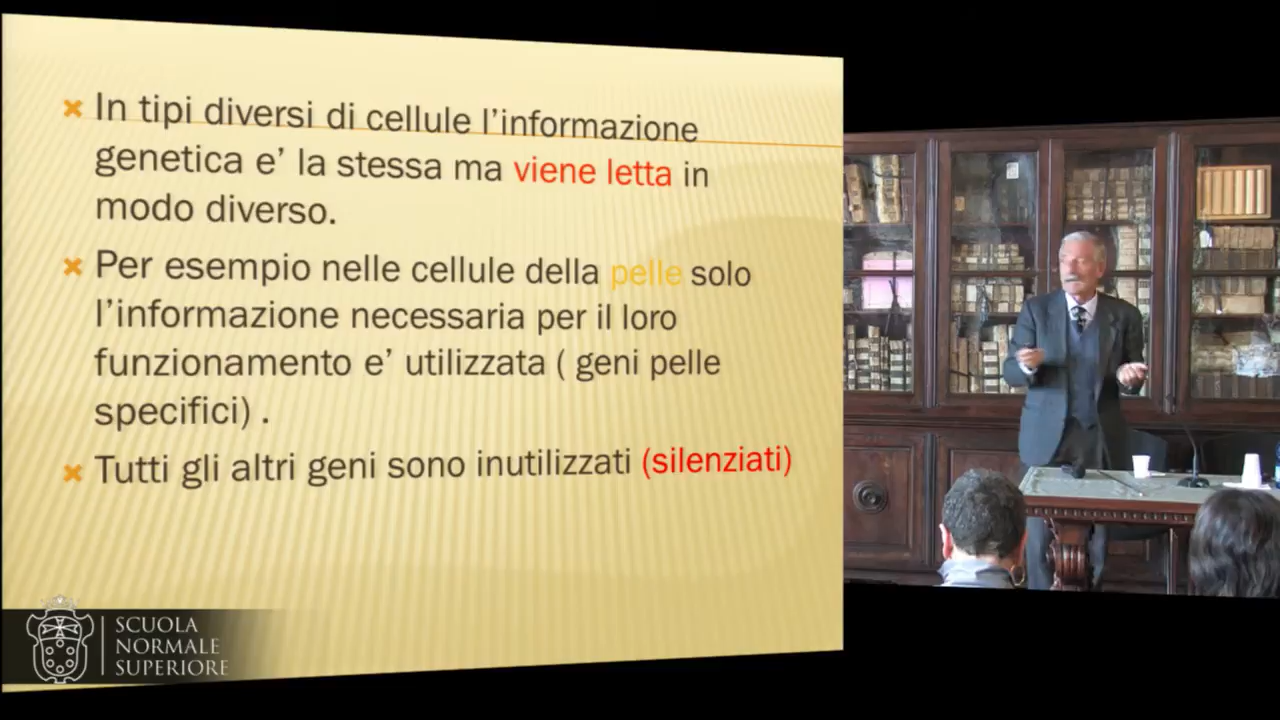 In tipi diversi di cellule l'informazione
genetica e' la stessa ma viene letta in
modo diverso.
Per esempio nelle cellule della pelle solo
l'informazione necessaria per il loro
funzionamento e' utilizzata ( geni pelle
specifici) .
Tutti gli altri geni sono inutilizzati (silenziati)
SCUOLA
NORMALE
SUPERIORE